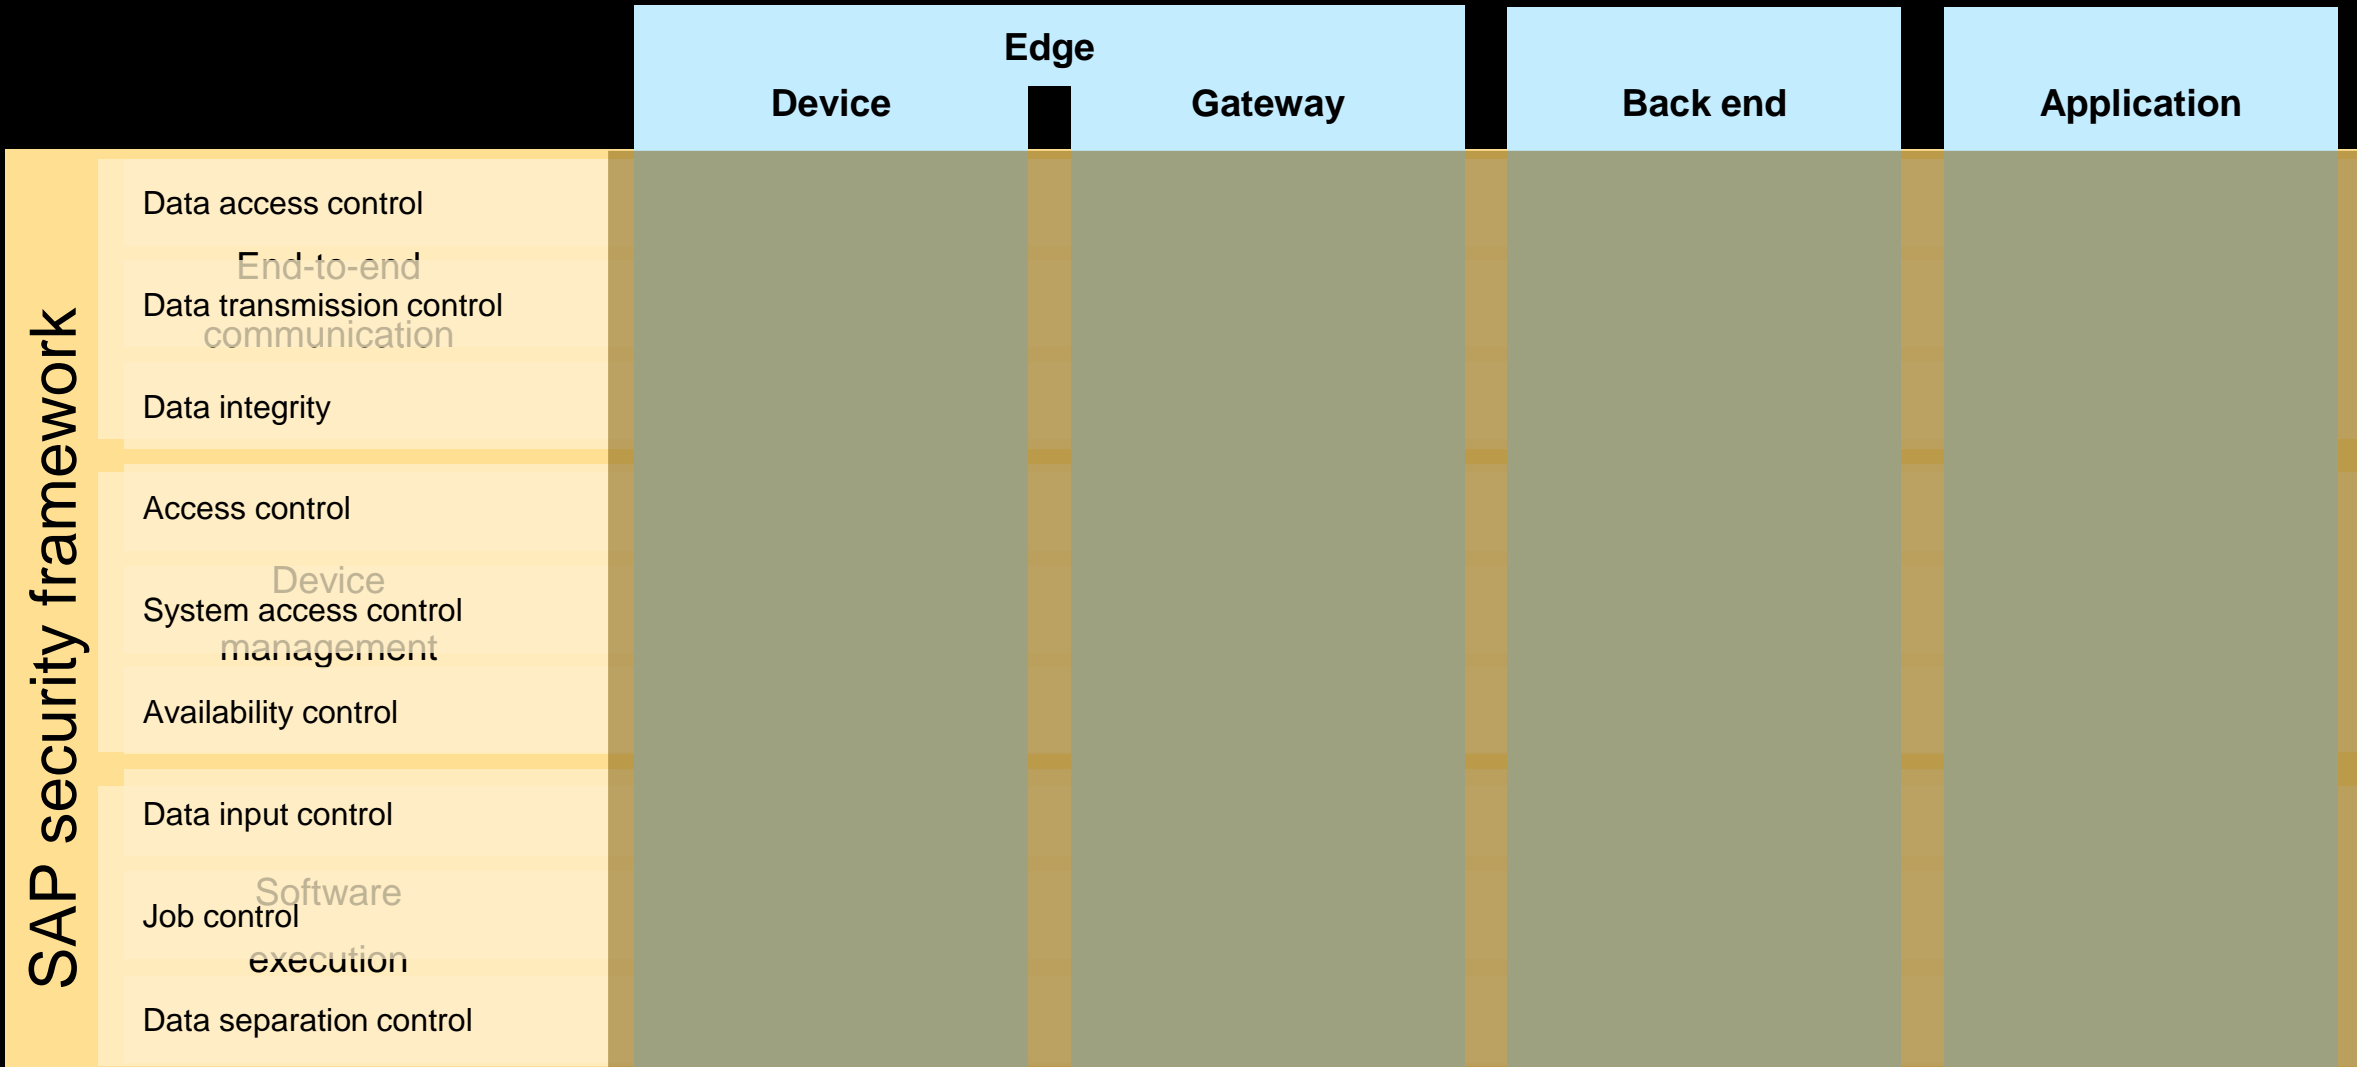 Edge
Device
Gateway
Back end
Application
SAP security framework
Data access control
End-to-end
Data transmission control
communication
Data integrity
Access control
Device
System access control
management
Availability control
Data input control
Software
Job control
execution
Data separation control